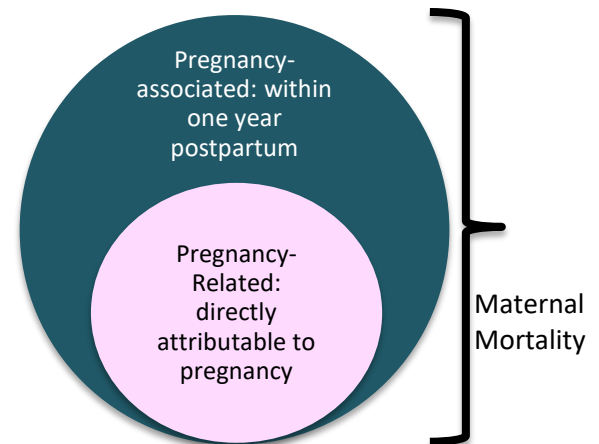 Pregnancy-
associated: within
one year
postpartum
Pregnancy-
Related:
directly
attributable to
pregnancy
Maternal
Mortality